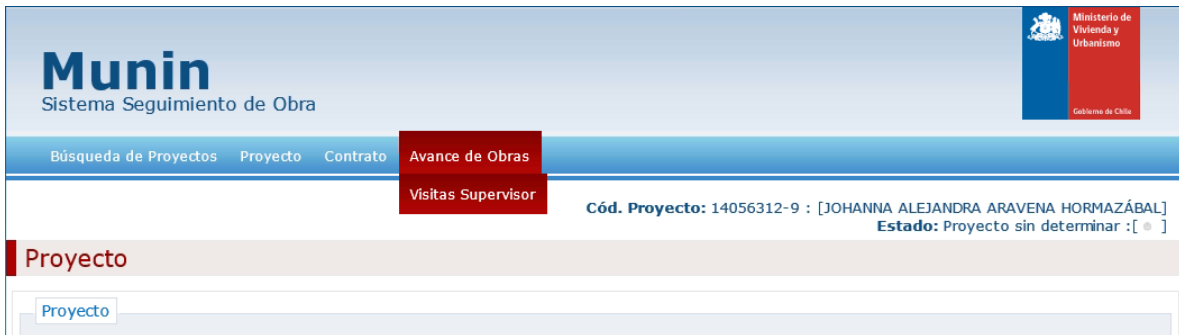 Ministerio de
Vivienda y
Urbanismo
Gobierno de Chile
Munin
Sistema Seguimiento de Obra
Búsqueda de Proyectos Proyecto Contrato Avance de Obras
Visitas Supervisor
Cód. Proyecto: 14056312-9 : [JOHANNA ALEJANDRA ARAVENA HORMAZÁBAL]
Estado: Proyecto sin determinar :[ ]
Proyecto
Proyecto